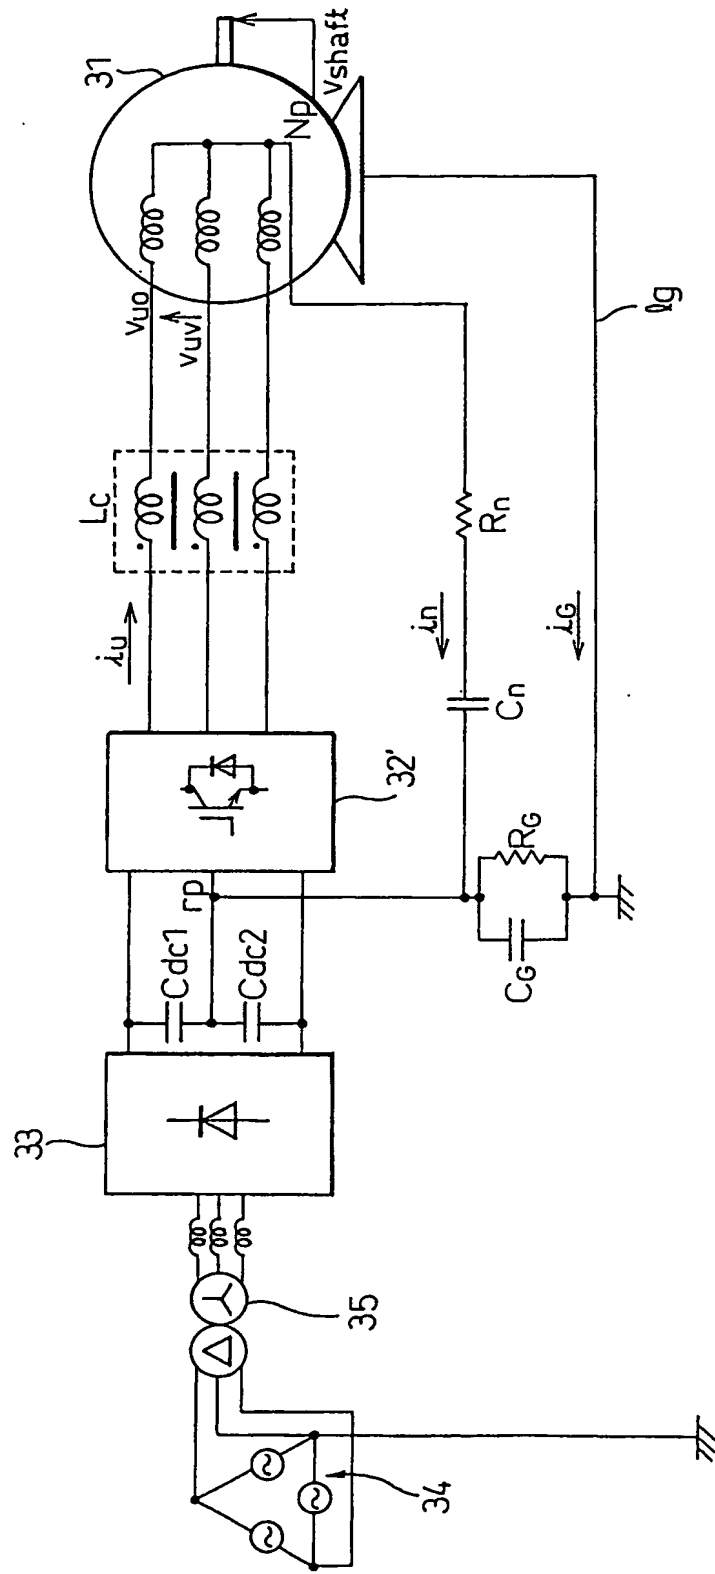 31
Vshaft
Np
Vuo
Vuv
Lc
iu
32'
rp
Cdc1
Cdc2
33
35
34
Rn
in
Cn
iG
ℓg
RG
CG